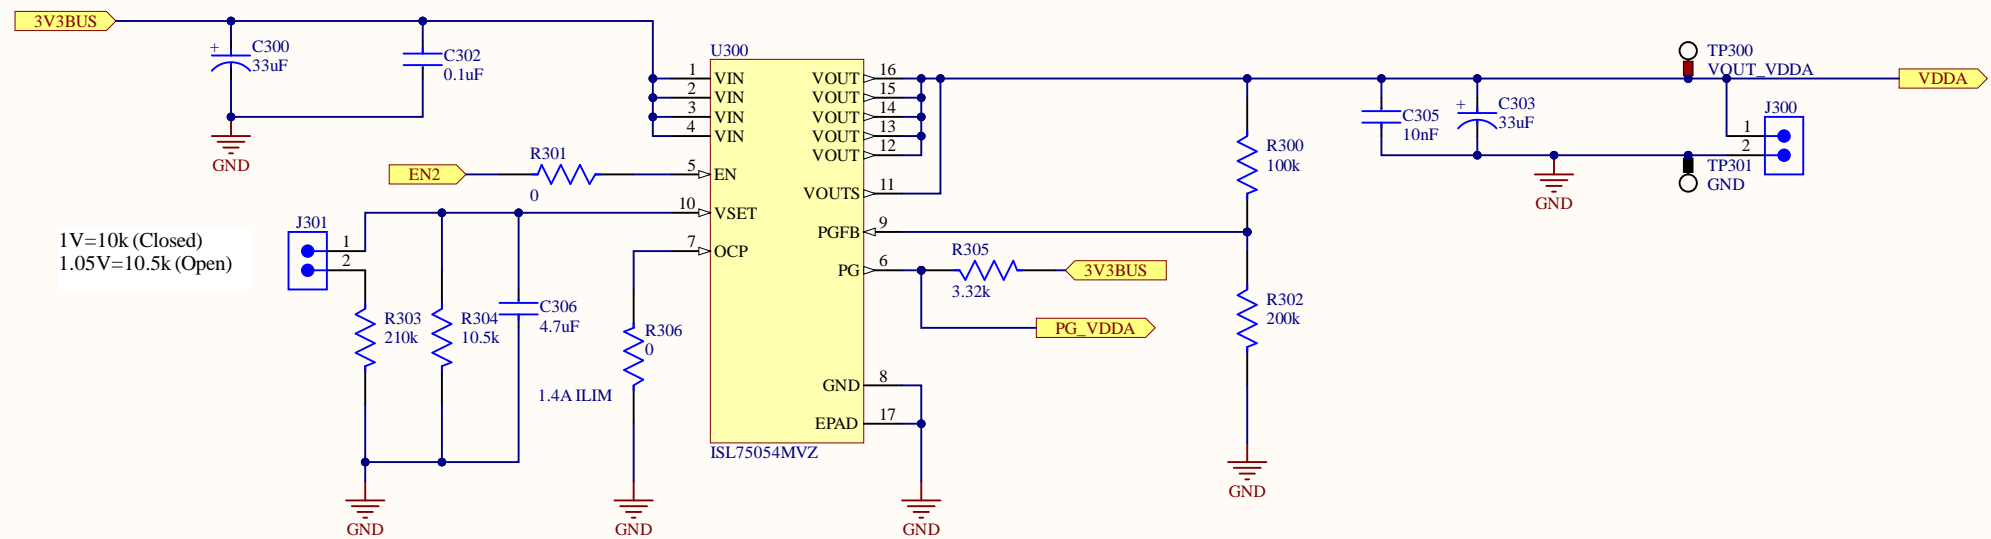 3V3BUS
+
C300
33uF
C302
0.1uF
GND
U300
1
VIN
2
VIN
3
VIN
4
VIN
EN2
R301
0
5
EN
10
VSET
7
OCP
VOUT
16
VOUT
15
VOUT
14
VOUT
13
VOUT
12
VOUTS
11
PGFB
9
PG
6
GND
8
EPAD
17
ISL75054MVZ
J301
1
2
1V=10k (Closed)
1.05V=10.5k (Open)
R303
210k
R304
10.5k
C306
4.7uF
R306
0
1.4A ILIM
GND
GND
GND
R305
3.32k
3V3BUS
PG_VDDA
R300
100k
R302
200k
GND
C305
10nF
+
C303
33uF
GND
TP300
VOUT_VDDA
VDDA
J300
1
2
TP301
GND